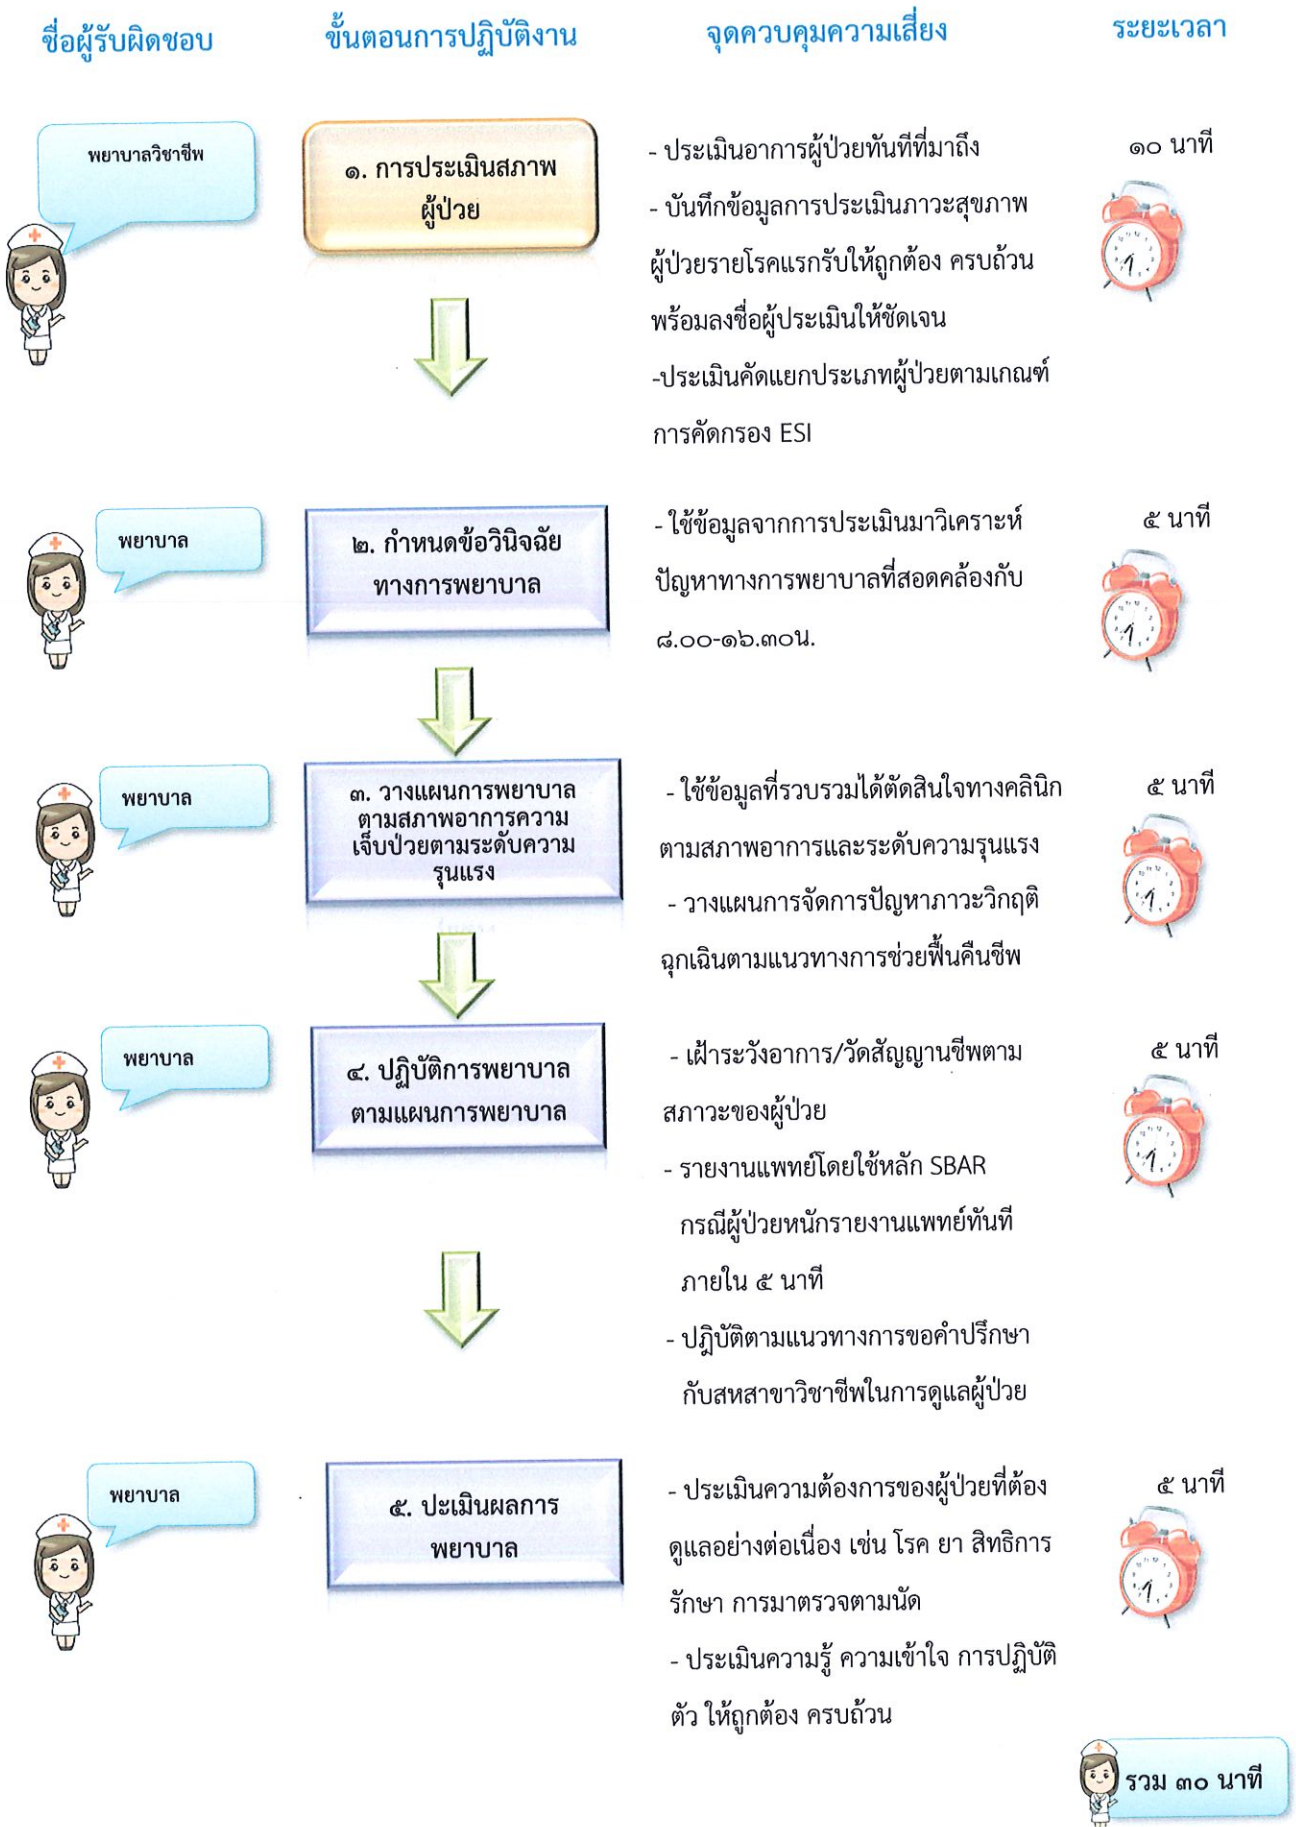 ชื่อผู้รับผิดชอบ
ขั้นตอนการปฏิบัติงาน
จุดควบคุมความเสี่ยง
ระยะเวลา
พยาบาลวิชาชีพ
๑. การประเมินสภาพ
ผู้ป่วย
- ประเมินอาการผู้ป่วยทันทีที่มาถึง
- บันทึกข้อมูลการประเมินภาวะสุขภาพ
ผู้ป่วยรายโรคแรกรับให้ถูกต้อง ครบถ้วน
พร้อมลงชื่อผู้ประเมินให้ชัดเจน
-ประเมินคัดแยกประเภทผู้ป่วยตามเกณฑ์
การคัดกรอง ESI
๑๐ นาที
พยาบาล
๒. กำหนดข้อวินิจฉัย
ทางการพยาบาล
- ใช้ข้อมูลจากการประเมินมาวิเคราะห์
ปัญหาทางการพยาบาลที่สอดคล้องกับ
๘.๐๐-๑๖.๓๐น.
๕ นาที
พยาบาล
๓. วางแผนการพยาบาล
ตามสภาพอาการความ
เจ็บป่วยตามระดับความ
รุนแรง
- ใช้ข้อมูลที่รวบรวมได้ตัดสินใจทางคลินิก
ตามสภาพอาการและระดับความรุนแรง
- วางแผนการจัดการปัญหาภาวะวิกฤติ
ฉุกเฉินตามแนวทางการช่วยฟื้นคืนชีพ
๕ นาที
พยาบาล
๔. ปฏิบัติการพยาบาล
ตามแผนการพยาบาล
- เฝ้าระวังอาการ/วัดสัญญานชีพตาม
สภาวะของผู้ป่วย
- รายงานแพทย์โดยใช้หลัก SBAR
กรณีผู้ป่วยหนักรายงานแพทย์ทันที
ภายใน ๕ นาที
- ปฏิบัติตามแนวทางการขอคำปรึกษา
กับสหสาขาวิชาชีพในการดูแลผู้ป่วย
๕ นาที
พยาบาล
๕. ปะเมินผลการ
พยาบาล
- ประเมินความต้องการของผู้ป่วยที่ต้อง
ดูแลอย่างต่อเนื่อง เช่น โรค ยา สิทธิการ
รักษา การมาตรวจตามนัด
- ประเมินความรู้ ความเข้าใจ การปฏิบัติ
ตัว ให้ถูกต้อง ครบถ้วน
๕ นาที
รวม ๓๐ นาที